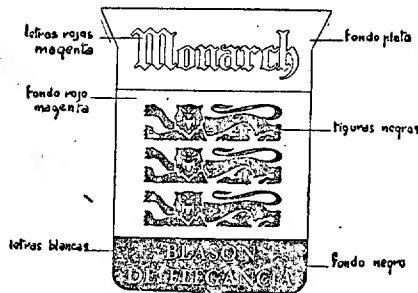 letras rojas
magenta
Monarch
fondo plata
fondo rojo
magenta
figuras negras
letras blancas
BLASON
DE ELEGANCIA
fondo negro